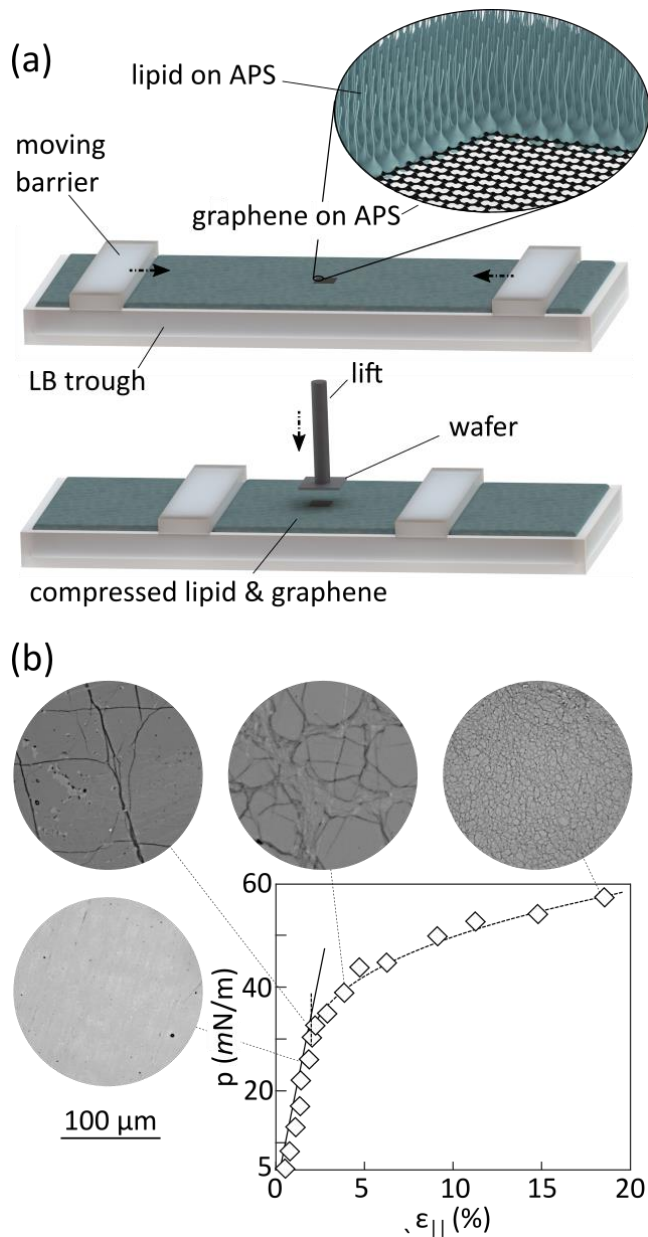 (a)
lipid on APS
moving
barrier
graphene on APS
LB trough
lift
wafer
compressed lipid & graphene
(b)
100 µm
p (mN/m)
60
40
20
5
0
5
10
15
20
ε|| (%)